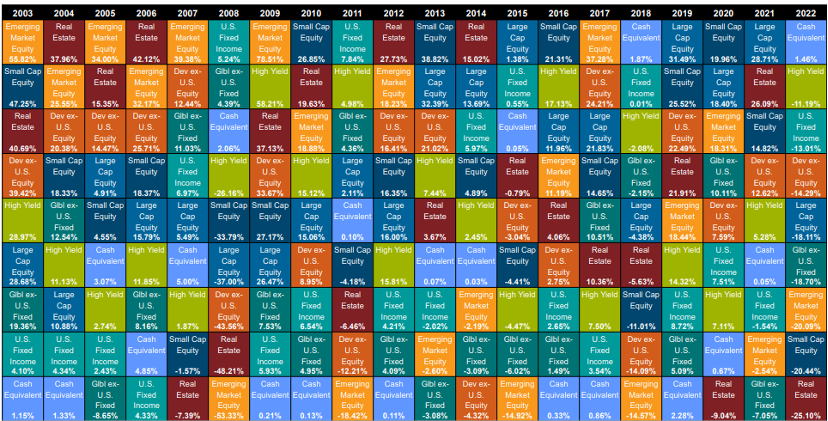 2003 2004 2005 2006 2007 2008 2009 2010 2011 2012 2013 2014 2015 2016 2017 2018 2019 2020 2021 2022
Emerging Market Equity 55.82%
Real Estate 37.96%
Emerging Market Equity 34.00%
Real Estate 42.12%
Emerging Market Equity 39.38%
U.S. Fixed Income 5.24%
Emerging Market Equity 78.51%
Small Cap Equity 26.85%
U.S. Fixed Income 7.84%
Real Estate 27.73%
Small Cap Equity 38.82%
Real Estate 15.02%
Large Cap Equity 1.38%
Small Cap Equity 21.31%
Emerging Market Equity 37.28%
Cash Equivalent 1.87%
Large Cap Equity 31.49%
Small Cap Equity 19.96%
Large Cap Equity 28.71%
Cash Equivalent 1.46%
Small Cap Equity 47.25%
Emerging Market Equity 25.55%
Real Estate 15.35%
Emerging Market Equity 32.17%
Dev ex-U.S. Equity 12.44%
Glbl ex-U.S. Fixed 4.39%
High Yield 58.21%
Real Estate 19.63%
High Yield 4.98%
Emerging Market Equity 18.23%
Large Cap Equity 32.39%
Large Cap Equity 13.69%
U.S. Fixed Income 0.55%
High Yield 17.13%
Dev ex-U.S. Equity 24.21%
U.S. Fixed Income 0.01%
Small Cap Equity 25.52%
Large Cap Equity 18.40%
Real Estate 26.09%
High Yield -11.19%
Real Estate 40.69%
Dev ex-U.S. Equity 20.38%
Dev ex-U.S. Equity 14.47%
Dev ex-U.S. Equity 25.71%
Glbl ex-U.S. Fixed 11.03%
Cash Equivalent 2.06%
Real Estate 37.13%
Emerging Market Equity 18.88%
Glbl ex-U.S. Fixed 4.36%
Dev ex-U.S. Equity 16.41%
Dev ex-U.S. Equity 21.02%
U.S. Fixed Income 5.97%
Cash Equivalent 0.05%
Large Cap Equity 11.96%
Large Cap Equity 21.83%
High Yield -2.08%
Dev ex-U.S. Equity 22.49%
Emerging Market Equity 18.31%
Small Cap Equity 14.82%
U.S. Fixed Income -13.01%
Dev ex-U.S. Equity 39.42%
Small Cap Equity 18.33%
Large Cap Equity 4.91%
Small Cap Equity 18.37%
U.S. Fixed Income 6.97%
High Yield -26.16%
Dev ex-U.S. Equity 33.67%
High Yield 15.12%
Large Cap Equity 2.11%
Small Cap Equity 16.35%
High Yield 7.44%
Small Cap Equity 4.89%
Real Estate -0.79%
Emerging Market Equity 11.19%
Small Cap Equity 14.65%
Glbl ex-U.S. Fixed -2.15%
Real Estate 21.91%
Glbl ex-U.S. Fixed 10.11%
Dev ex-U.S. Equity 12.62%
Dev ex-U.S. Equity -14.29%
High Yield 28.97%
Glbl ex-U.S. Fixed 12.54%
Small Cap Equity 4.55%
Large Cap Equity 15.79%
Large Cap Equity 5.49%
Small Cap Equity -33.79%
Small Cap Equity 27.17%
Large Cap Equity 15.06%
Cash Equivalent 0.10%
Large Cap Equity 16.00%
Real Estate 3.67%
High Yield 2.45%
Dev ex-U.S. Equity -3.04%
Real Estate 4.06%
Glbl ex-U.S. Fixed 10.51%
Large Cap Equity -4.38%
Emerging Market Equity 18.44%
Dev ex-U.S. Equity 7.59%
High Yield 5.28%
Large Cap Equity -18.11%
Large Cap Equity 28.68%
High Yield 11.13%
Cash Equivalent 3.07%
High Yield 11.85%
Cash Equivalent 5.00%
Large Cap Equity -37.00%
Large Cap Equity 26.47%
Dev ex-U.S. Equity 8.95%
Small Cap Equity -4.18%
High Yield 15.81%
Cash Equivalent 0.07%
Cash Equivalent 0.03%
Small Cap Equity -4.41%
Dev ex-U.S. Equity 2.75%
Real Estate 10.36%
Real Estate -5.63%
High Yield 14.32%
U.S. Fixed Income 7.51%
Cash Equivalent 0.05%
Glbl ex-U.S. Fixed -18.70%
Glbl ex-U.S. Fixed 19.36%
Large Cap Equity 10.88%
High Yield 2.74%
Glbl ex-U.S. Fixed 8.16%
High Yield 1.87%
Dev ex-U.S. Equity -43.56%
Glbl ex-U.S. Fixed 7.53%
U.S. Fixed Income 6.54%
Real Estate -6.46%
U.S. Fixed Income 4.21%
U.S. Fixed Income -2.02%
Emerging Market Equity -2.19%
High Yield -4.47%
U.S. Fixed Income 2.65%
High Yield 7.50%
Small Cap Equity -11.01%
U.S. Fixed Income 8.72%
High Yield 7.11%
U.S. Fixed Income -1.54%
Emerging Market Equity -20.09%
U.S. Fixed Income 4.10%
U.S. Fixed Income 4.34%
U.S. Fixed Income 2.43%
Cash Equivalent 4.85%
Small Cap Equity -1.57%
Real Estate -48.21%
U.S. Fixed Income 5.93%
Glbl ex-U.S. Fixed 4.95%
Dev ex-U.S. Equity -12.21%
Glbl ex-U.S. Fixed 4.09%
Emerging Market Equity -2.60%
Glbl ex-U.S. Fixed -3.09%
Glbl ex-U.S. Fixed -6.02%
Glbl ex-U.S. Fixed 1.49%
U.S. Fixed Income 3.54%
Dev ex-U.S. Equity -14.09%
Glbl ex-U.S. Fixed 5.09%
Cash Equivalent 0.67%
Emerging Market Equity -2.54%
Small Cap Equity -20.44%
Cash Equivalent 1.15%
Cash Equivalent 1.33%
Glbl ex-U.S. Fixed -8.65%
U.S. Fixed Income 4.33%
Real Estate -7.39%
Emerging Market Equity -53.33%
Cash Equivalent 0.21%
Cash Equivalent 0.13%
Emerging Market Equity -18.42%
Cash Equivalent 0.11%
Glbl ex-U.S. Fixed -3.08%
Dev ex-U.S. Equity -4.32%
Emerging Market Equity -14.92%
Cash Equivalent 0.33%
Cash Equivalent 0.86%
Emerging Market Equity -14.57%
Cash Equivalent 2.28%
Real Estate -9.04%
Glbl ex-U.S. Fixed -7.05%
Real Estate -25.10%